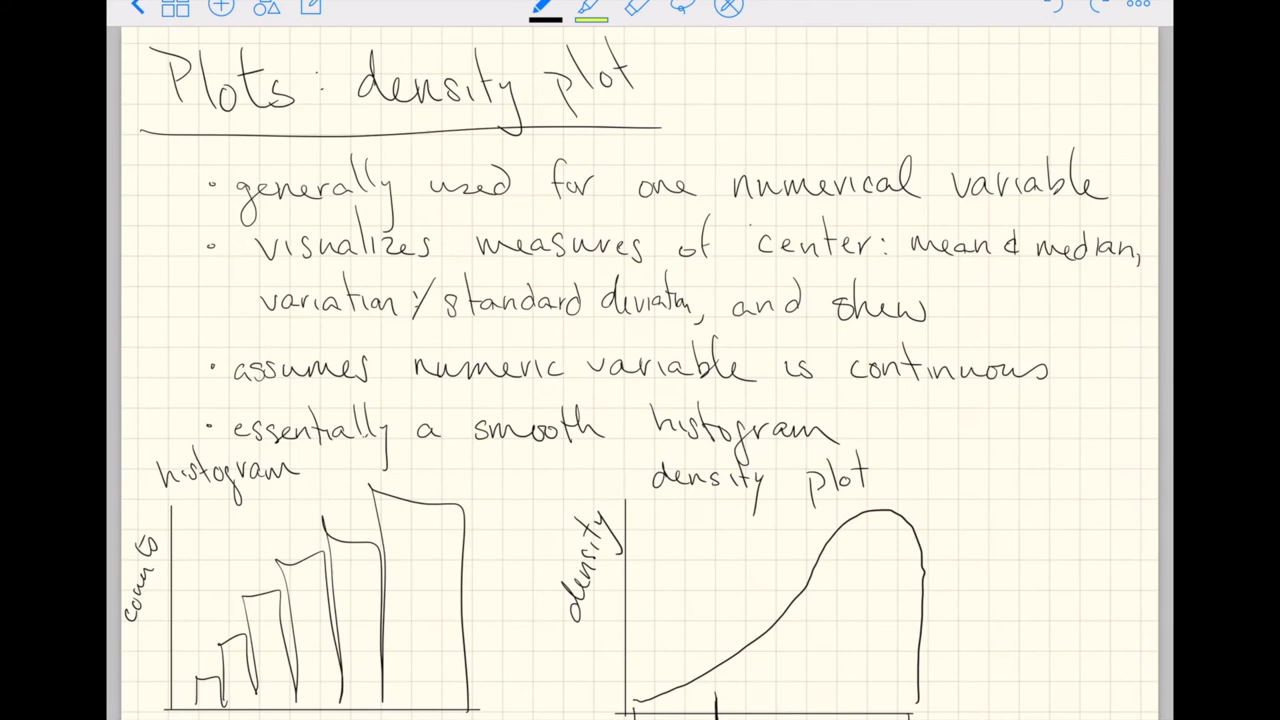 Plots: density plot
• generally used for one numerical variable
• visualizes measures of center: mean & median,
variation / standard deviation, and skew
• assumes numeric variable is continuous
• essentially a smooth histogram
histogram
density plot
counts
density